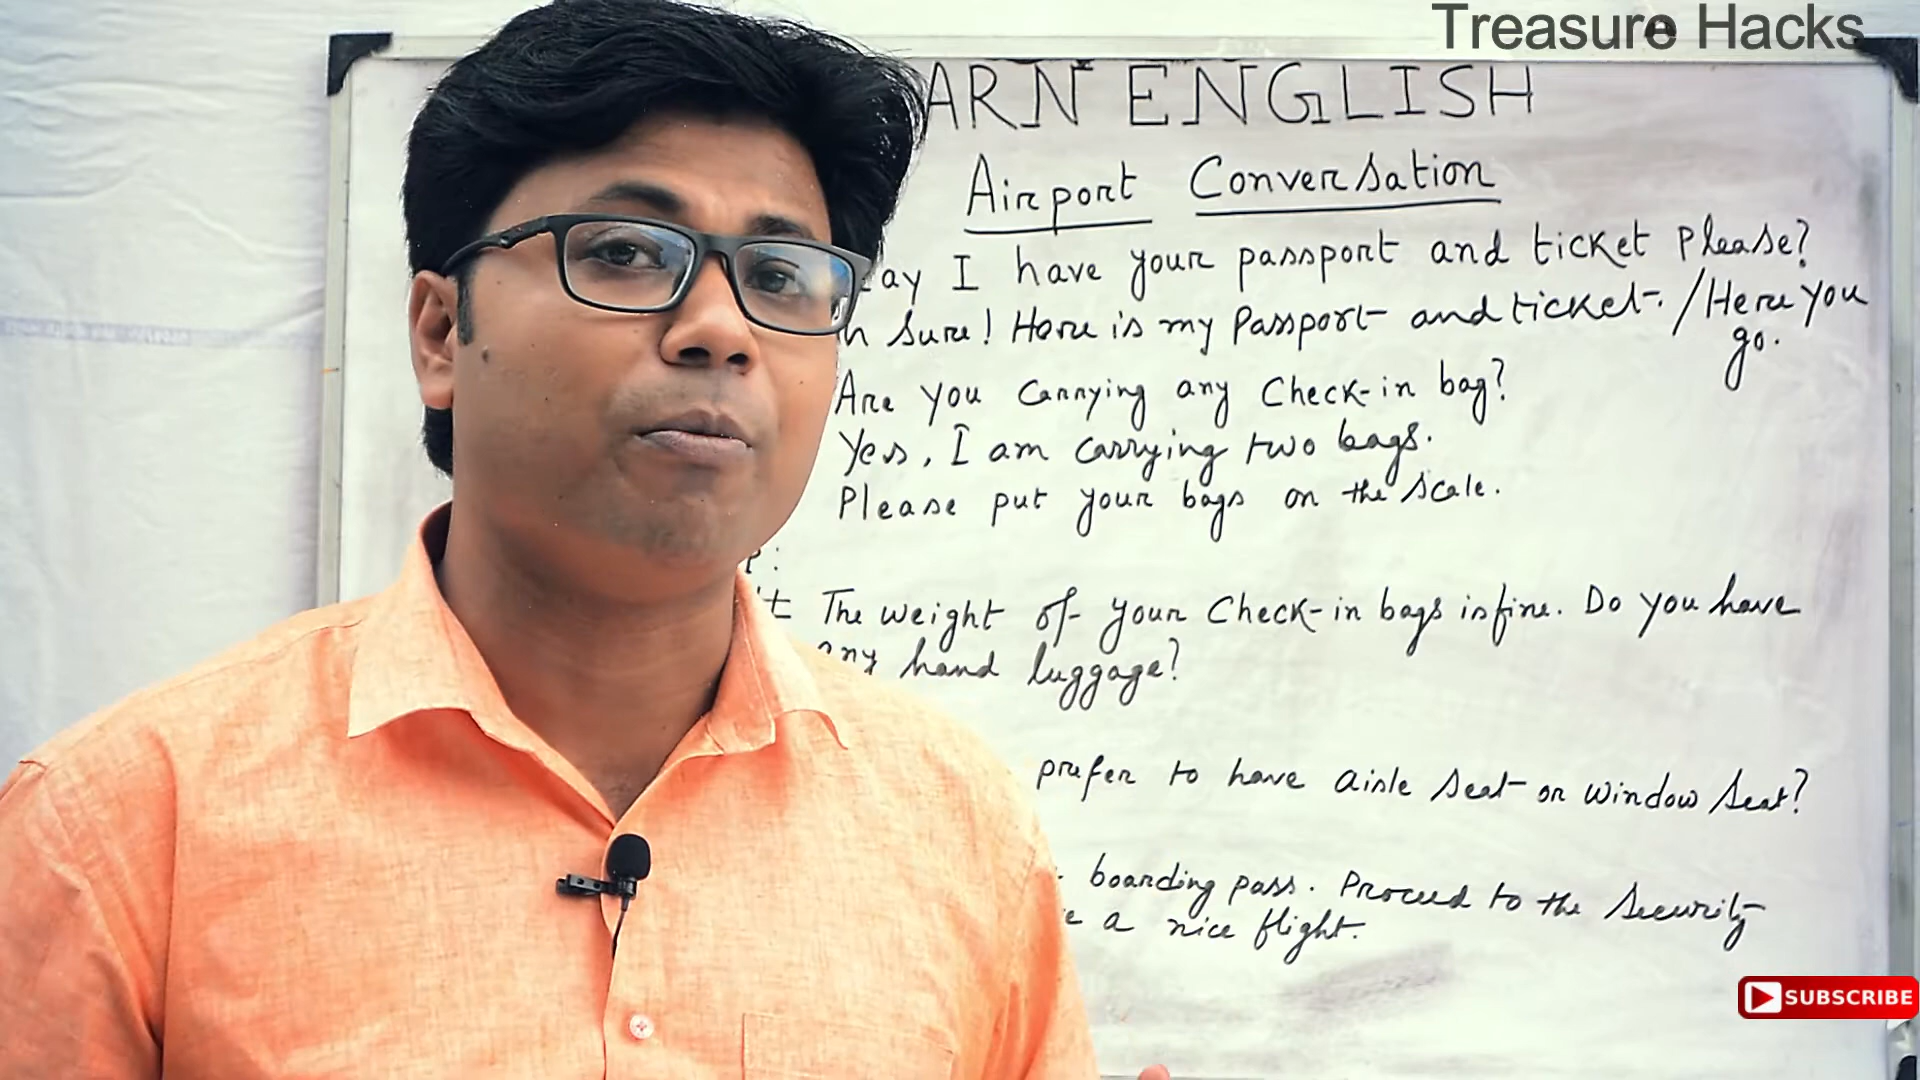 Treasure Hacks
ARN ENGLISH
Airport Conversation
ay I have your passport and ticket please?
h sure! Here is my Passport and ticket. / Here you
go.
Are you carrying any Check-in bag?
Yes, I am carrying two bags.
Please put your bags on the scale.
P:
't The weight of your Check-in bags is fine. Do you have
any hand luggage?
prefer to have aisle seat or window seat?
boarding pass. Proceed to the security
e a nice flight.
SUBSCRIBE